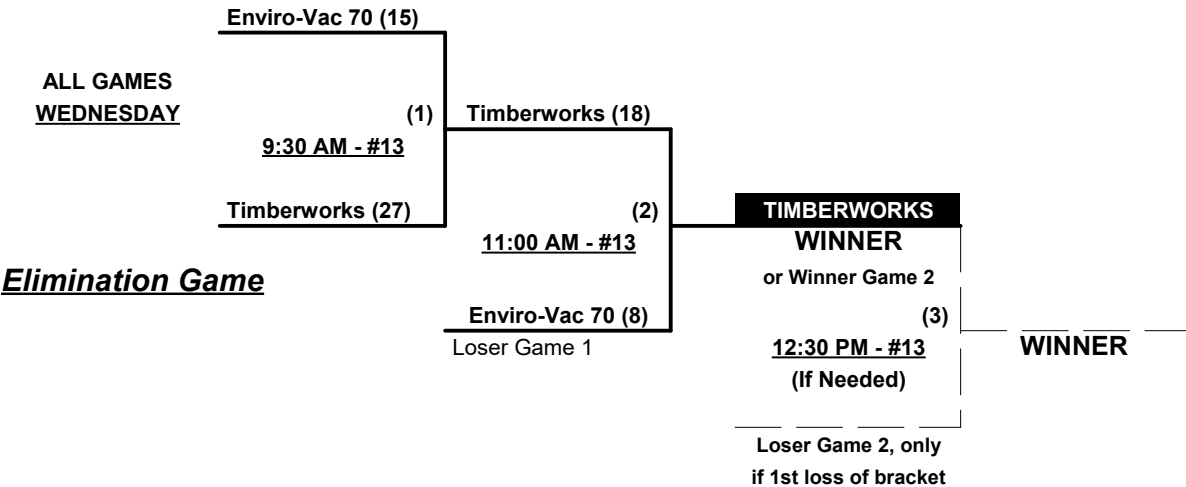 Enviro-Vac 70 (15)
ALL GAMES
WEDNESDAY
(1)
Timberworks (18)
9:30 AM - #13
Timberworks (27)
(2)
TIMBERWORKS
11:00 AM - #13
WINNER
Elimination Game
or Winner Game 2
Enviro-Vac 70 (8)
(3)
Loser Game 1
12:30 PM - #13
WINNER
(If Needed)
Loser Game 2, only
if 1st loss of bracket